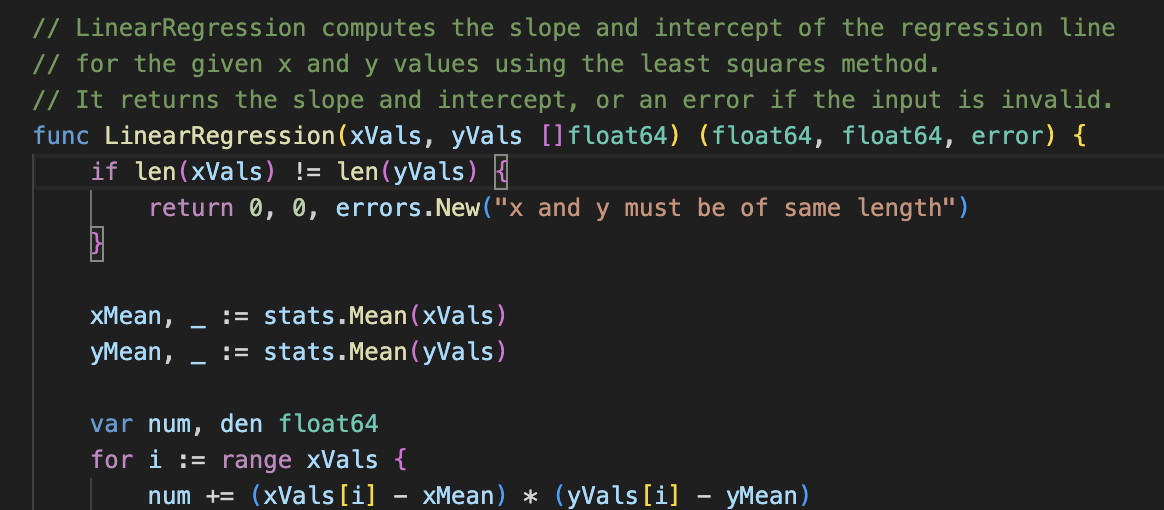 // LinearRegression computes the slope and intercept of the regression line
// for the given x and y values using the least squares method.
// It returns the slope and intercept, or an error if the input is invalid.
func LinearRegression(xVals, yVals []float64) (float64, float64, error) {
    if len(xVals) != len(yVals) {
        return 0, 0, errors.New("x and y must be of same length")
    }
    xMean, _ := stats.Mean(xVals)
    yMean, _ := stats.Mean(yVals)
    var num, den float64
    for i := range xVals {
        num += (xVals[i] - xMean) * (yVals[i] - yMean)